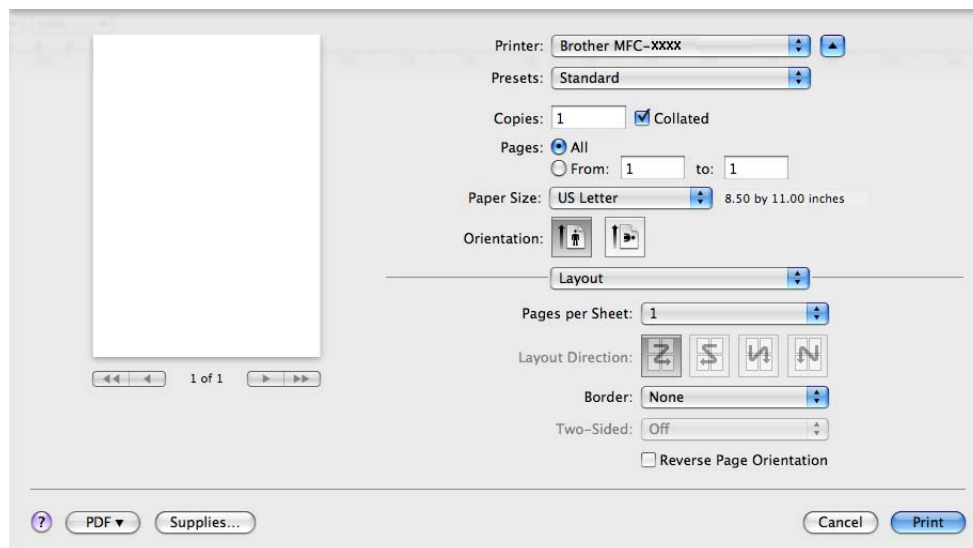 Printer: Brother MFC-XXXX
Presets: Standard
Copies: 1 Collated
Pages: All
From: 1 to: 1
Paper Size: US Letter 8.50 by 11.00 inches
Orientation:
Layout
Pages per Sheet: 1
Layout Direction:
Border: None
Two-Sided: Off
Reverse Page Orientation
1 of 1
? PDF ▼ Supplies... Cancel Print